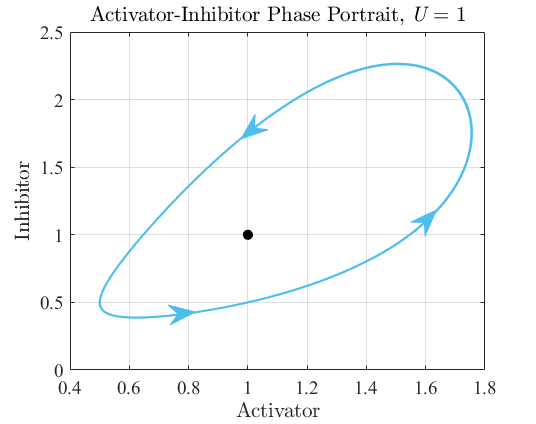 Activator-Inhibitor Phase Portrait, U = 1
2.5
2
1.5
1
0.5
0
Inhibitor
0.4 0.6 0.8 1 1.2 1.4 1.6 1.8
Activator